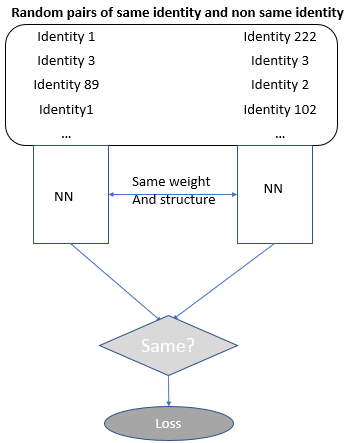 Random pairs of same identity and non same identity
Identity 1 Identity 222
Identity 3 Identity 3
Identity 89 Identity 2
Identity1 Identity 102
... ...
Same weight
And structure
NN NN
Same?
Loss